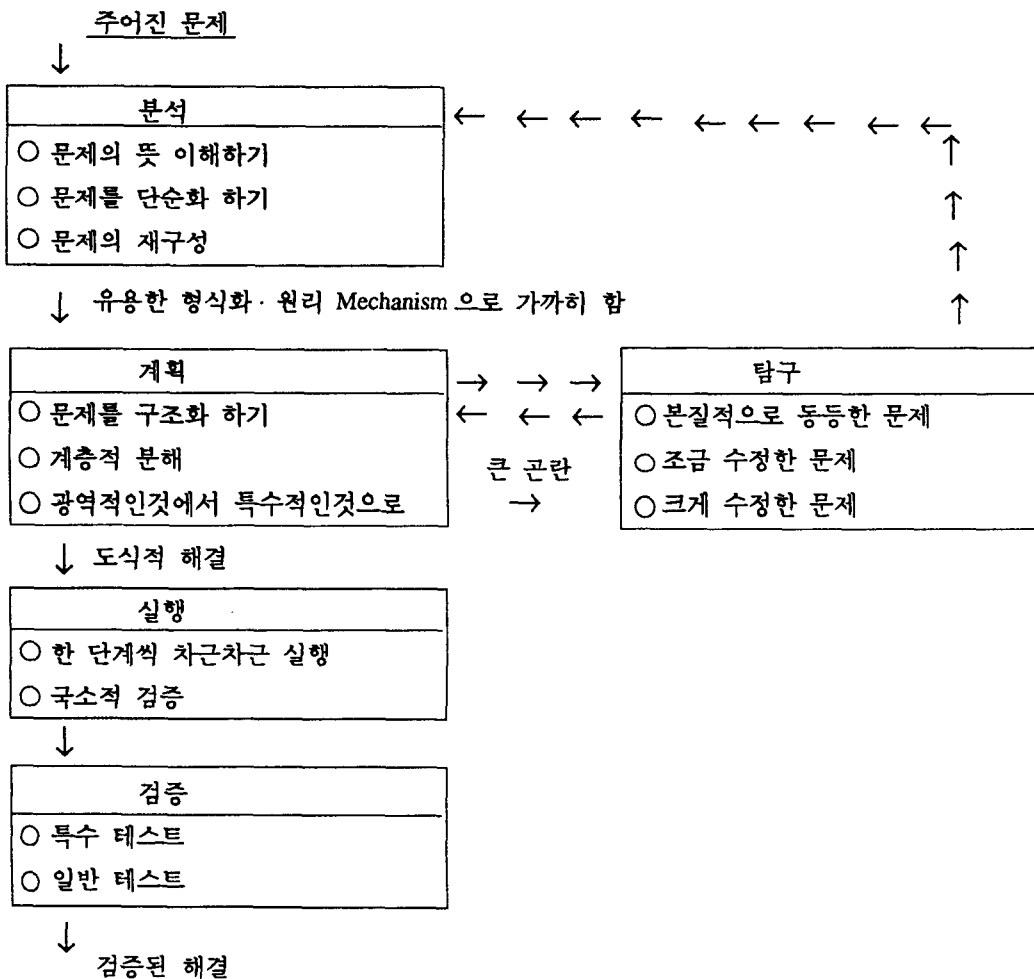 주어진 문제
↓
분석
← ← ← ← ← ← ← ← ←
○ 문제의 뜻 이해하기
↑
○ 문제를 단순화 하기
↑
○ 문제의 재구성
↑
↓ 유용한 형식화 · 원리 Mechanism 으로 가까히 함
↑
계획
→ → →
탐구
○ 문제를 구조화 하기
← ← ←
○ 본질적으로 동등한 문제
○ 계층적 분해
큰 곤란
○ 조금 수정한 문제
○ 광역적인것에서 특수적인것으로
→
○ 크게 수정한 문제
↓ 도식적 해결
실행
○ 한 단계씩 차근차근 실행
○ 국소적 검증
↓
검증
○ 특수 테스트
○ 일반 테스트
↓
검증된 해결